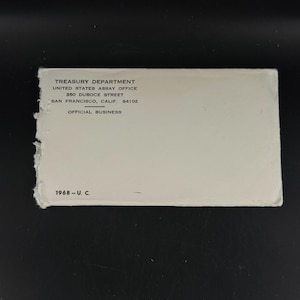 TREASURY DEPARTMENT
UNITED STATES ASSAY OFFICE
350 DUBOCE STREET
SAN FRANCISCO, CALIF. 94102
OFFICIAL BUSINESS
1968 – U. C.